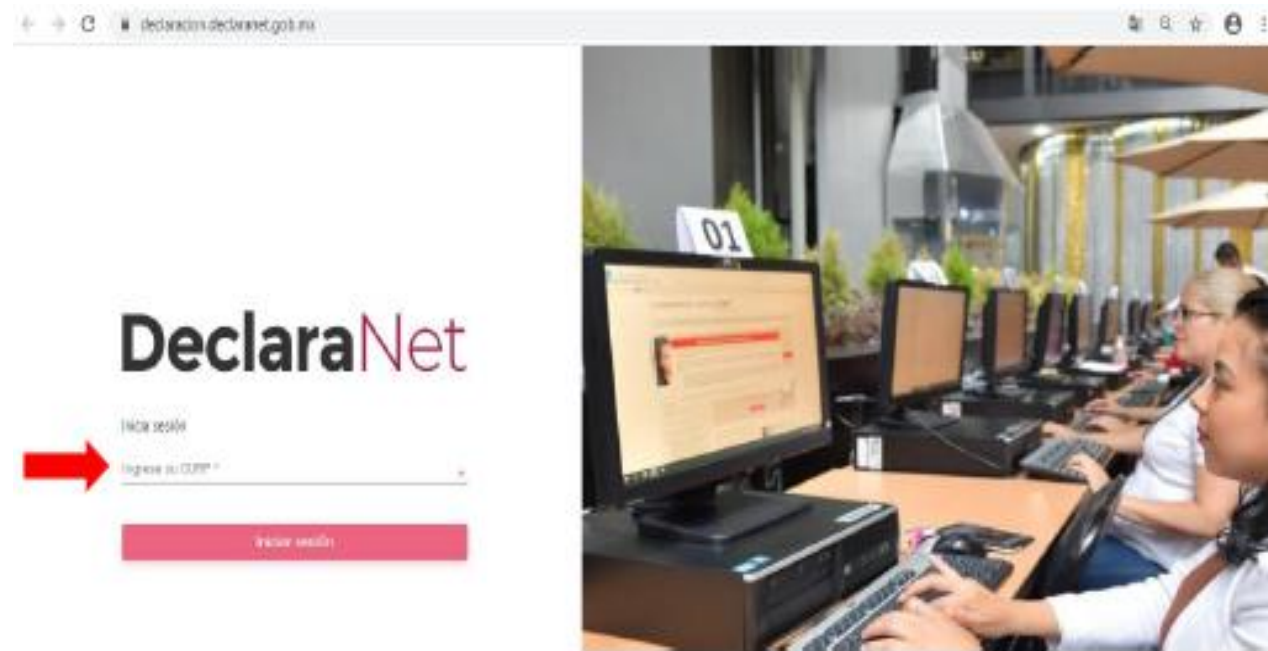 declaracion.declaranet.gob.mx
DeclaraNet
Inicia sesión
Ingrese su CURP *
Iniciar sesión
01